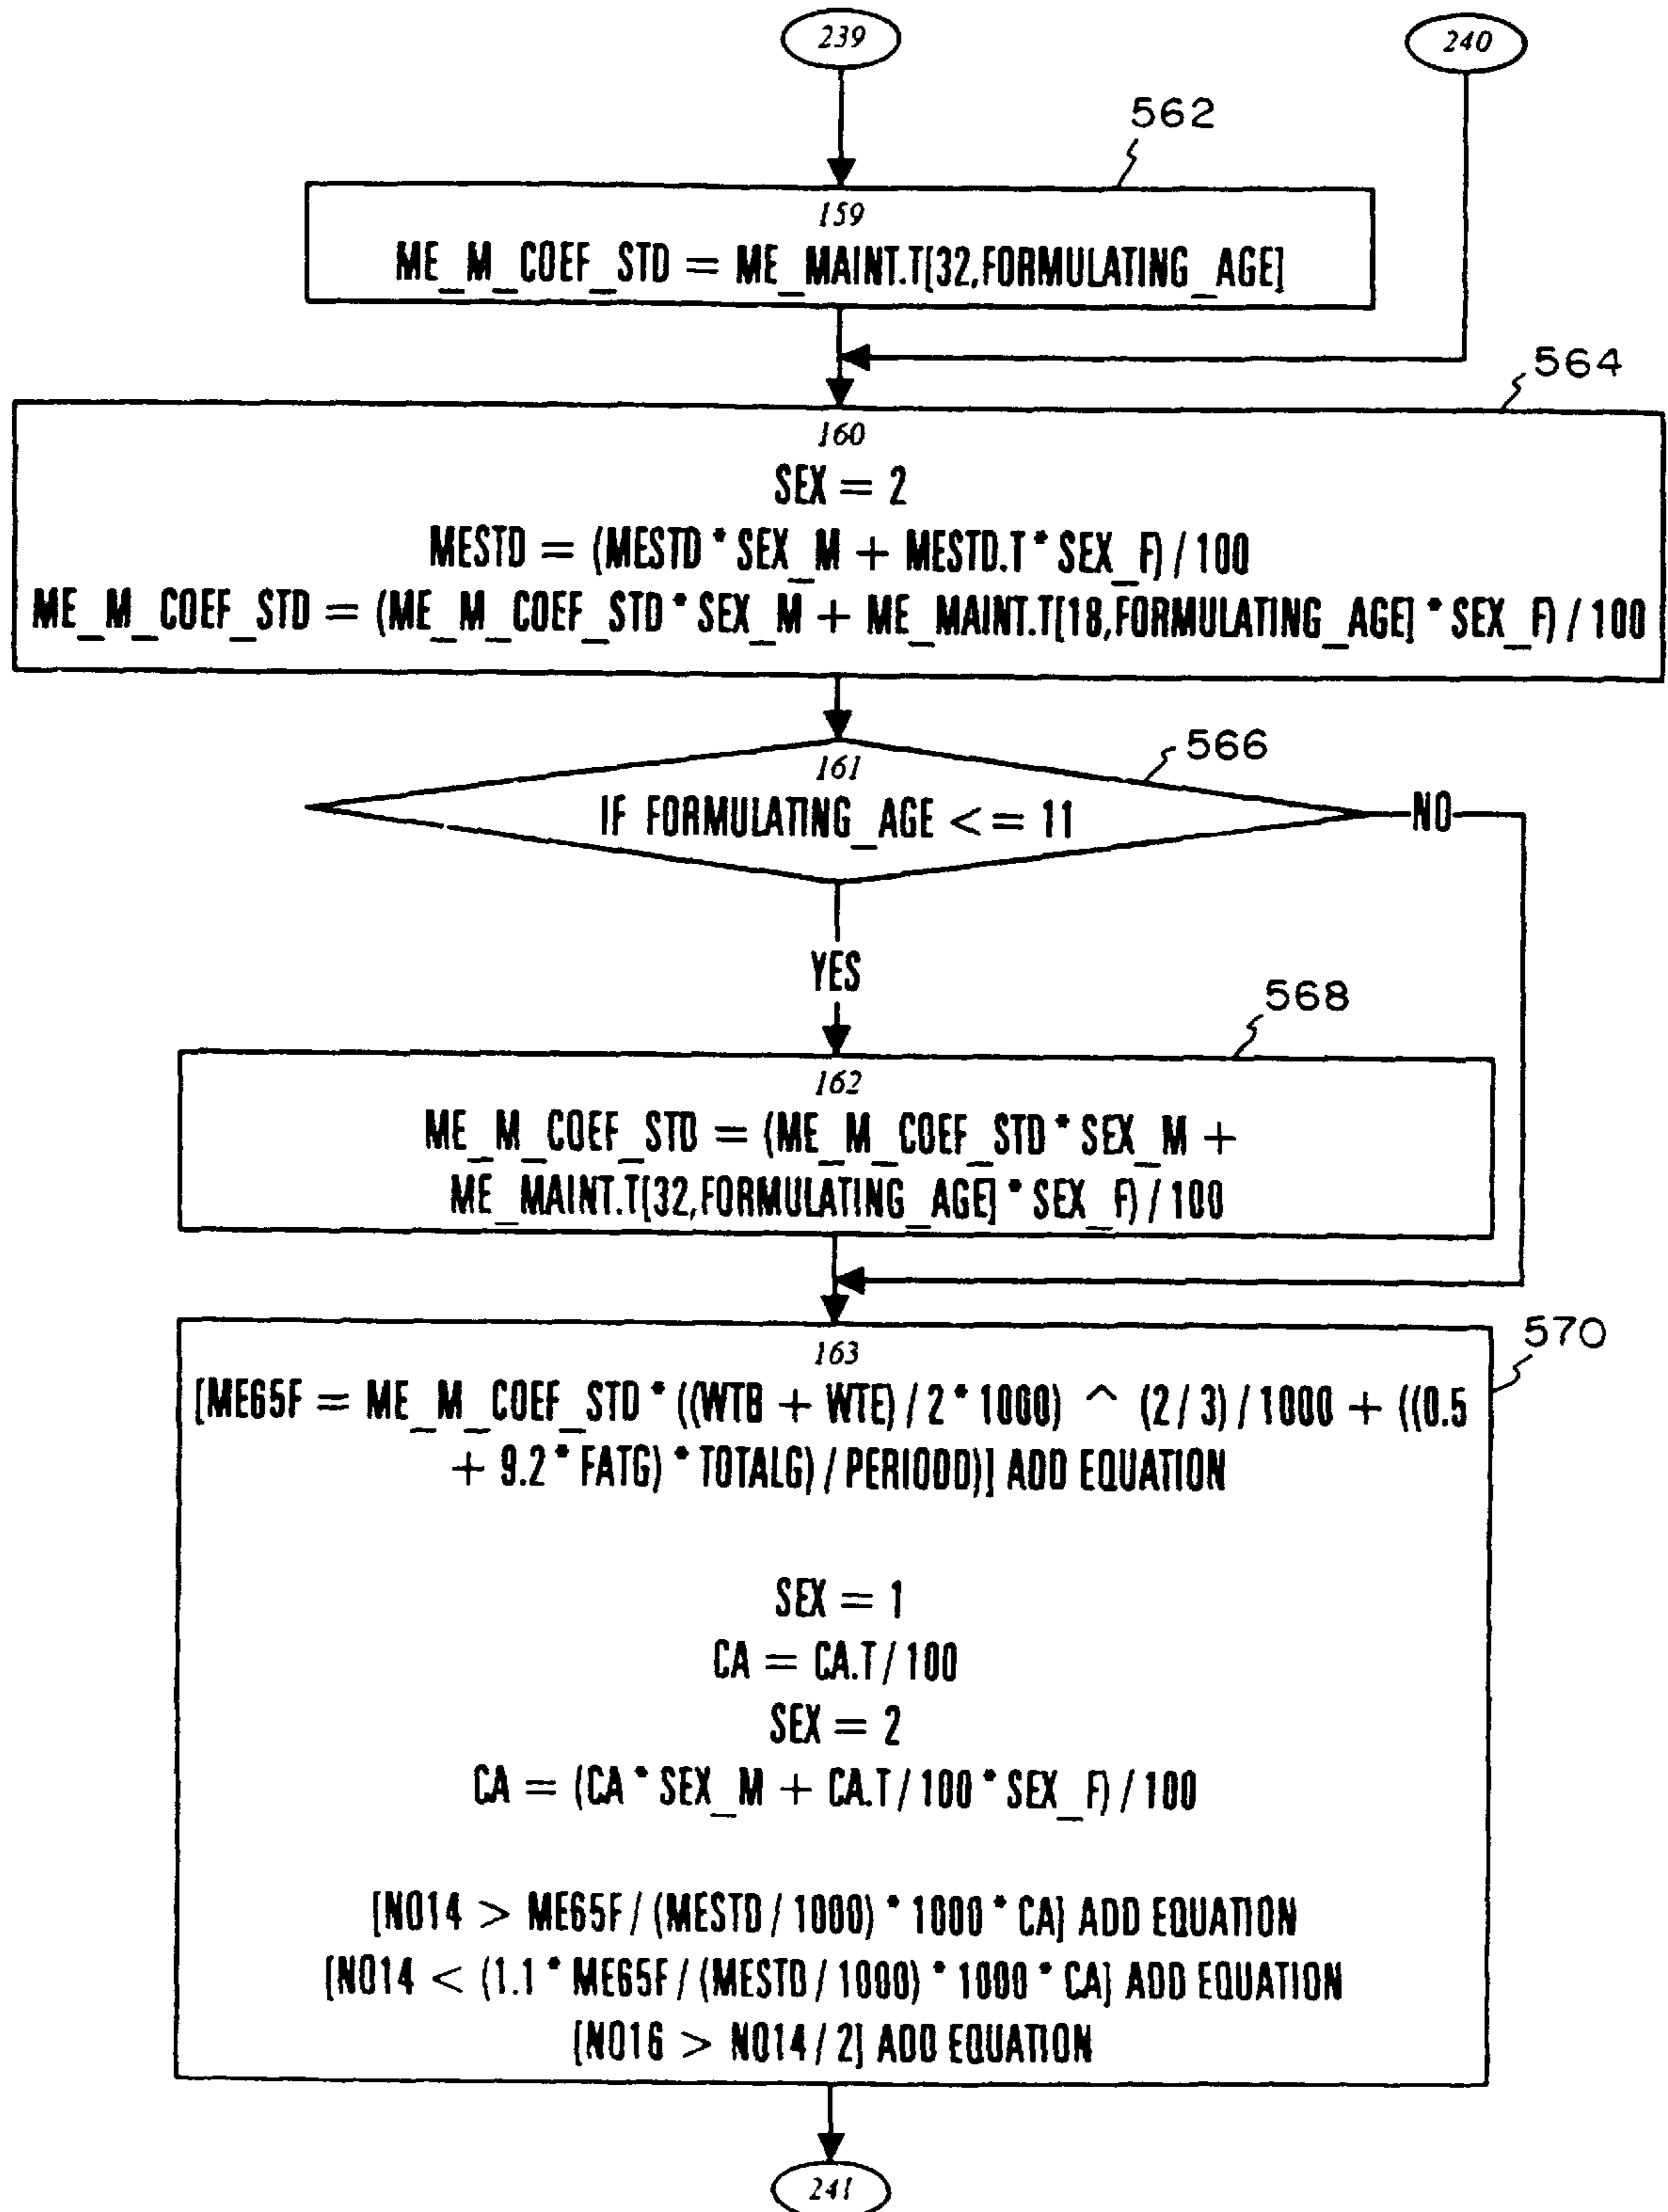 239
240
562
159
ME_M_COEF_STD = ME_MAINT.T[32,FORMULATING_AGE]
564
160
SEX = 2
MESTD = (MESTD * SEX_M + MESTD.T * SEX_F) / 100
ME_M_COEF_STD = (ME_M_COEF_STD * SEX_M + ME_MAINT.T[18,FORMULATING_AGE] * SEX_F) / 100
566
161
IF FORMULATING_AGE <= 11
NO
YES
568
162
ME_M_COEF_STD = (ME_M_COEF_STD * SEX_M +
ME_MAINT.T[32,FORMULATING_AGE] * SEX_F) / 100
570
163
[ME65F = ME_M_COEF_STD * ((WTB + WTE) / 2 * 1000) ^ (2 / 3) / 1000 + ((0.5
+ 9.2 * FATG) * TOTALG) / PERIODD)] ADD EQUATION
SEX = 1
CA = CA.T / 100
SEX = 2
CA = (CA * SEX_M + CA.T / 100 * SEX_F) / 100
[N014 > ME65F / (MESTD / 1000) * 1000 * CA] ADD EQUATION
[N014 < (1.1 * ME65F / (MESTD / 1000) * 1000 * CA] ADD EQUATION
[N016 > N014 / 2] ADD EQUATION
241